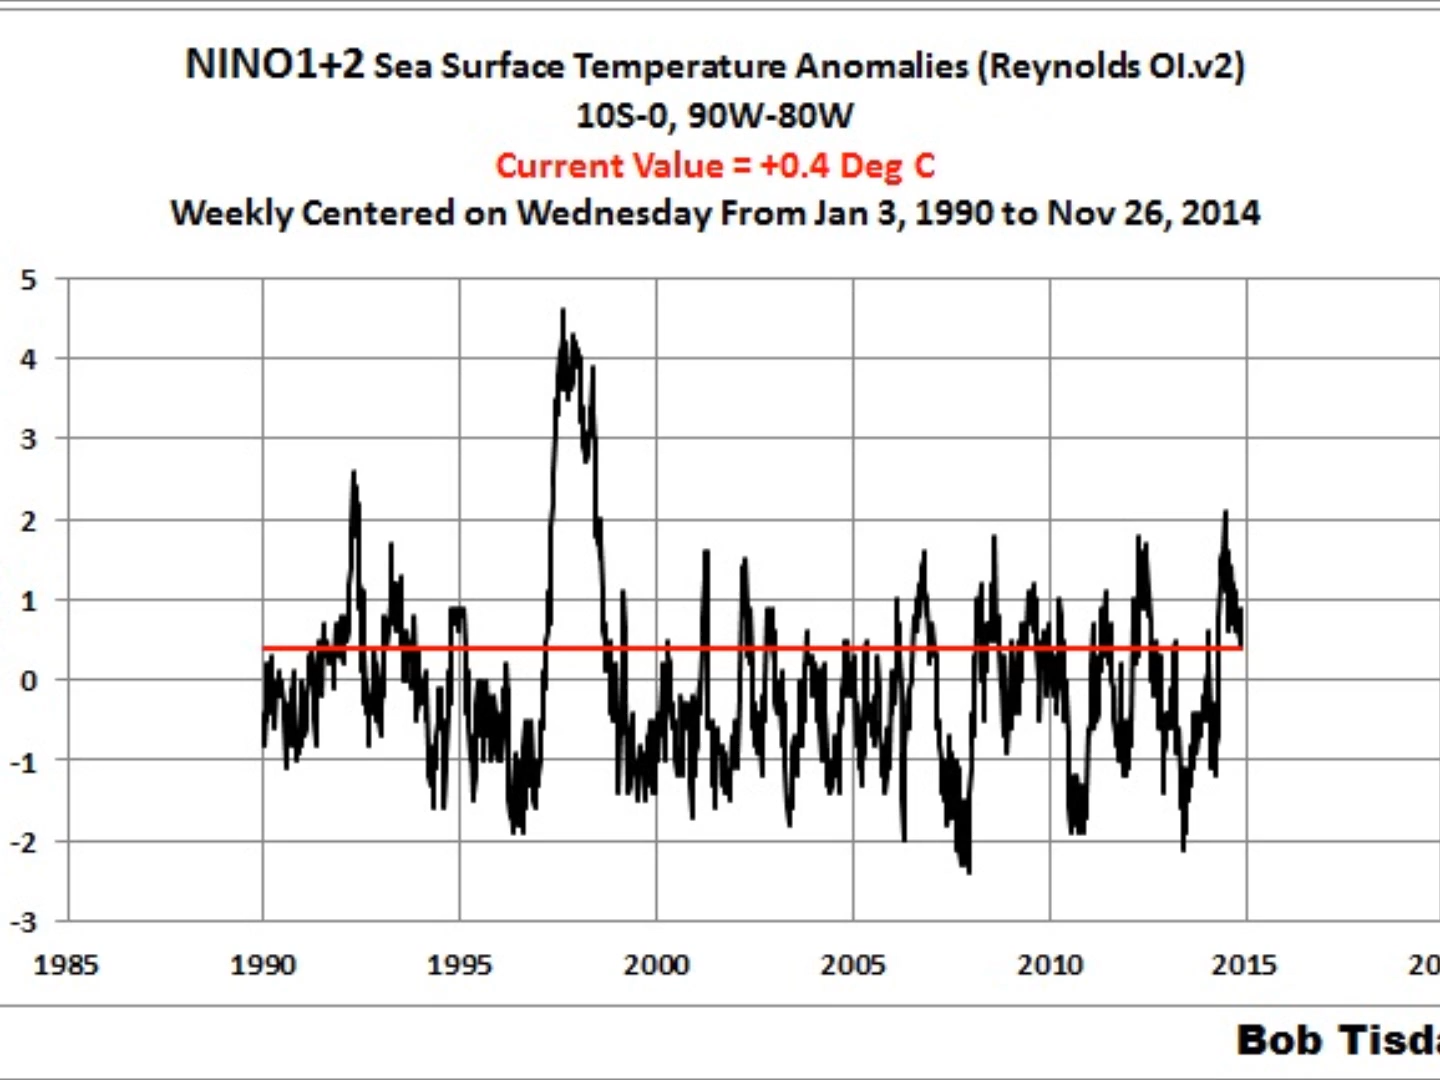 NINO1+2 Sea Surface Temperature Anomalies (Reynolds OI.v2)
10S-0, 90W-80W
Current Value = +0.4 Deg C
Weekly Centered on Wednesday From Jan 3, 1990 to Nov 26, 2014
5
4
3
2
1
0
-1
-2
-3
1985 1990 1995 2000 2005 2010 2015
Bob